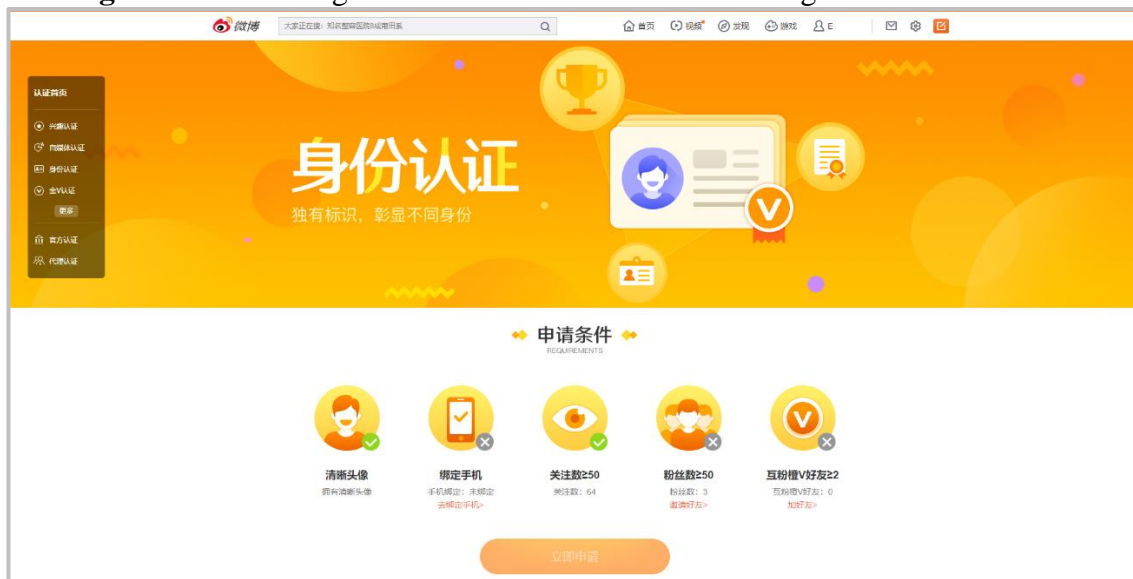 微博
大家正在搜：知名整容医院8成莆田系
首页
视频
发现
游戏
E
认证首页
兴趣认证
自媒体认证
身份认证
金V认证
更多
官方认证
代理认证
身份认证
独有标识，彰显不同身份
V
申请条件
REQUIREMENTS
V
清晰头像
绑定手机
关注数≥50
粉丝数≥50
互粉橙V好友≥2
拥有清晰头像
手机绑定：未绑定
关注数：64
粉丝数：3
互粉橙V好友：0
去绑定手机>
邀请好友>
加好友>
立即申请